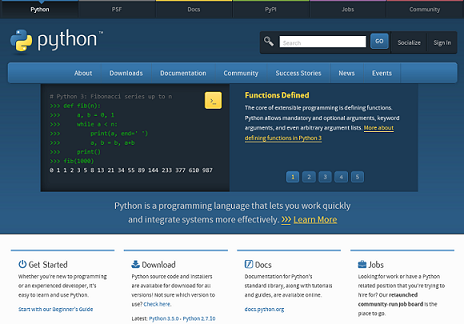 Python PSF Docs PyPI Jobs Community
python™
Search GO Socialize Sign In
About Downloads Documentation Community Success Stories News Events
# Python 3: Fibonacci series up to n
>>> def fib(n):
>>>     a, b = 0, 1
>>>     while a < n:
>>>         print(a, end=' ')
>>>         a, b = b, a+b
>>>     print()
>>> fib(1000)
0 1 1 2 3 5 8 13 21 34 55 89 144 233 377 610 987
>_
Functions Defined
The core of extensible programming is defining functions.
Python allows mandatory and optional arguments, keyword
arguments, and even arbitrary argument lists. More about
defining functions in Python 3
1 2 3 4 5
Python is a programming language that lets you work quickly
and integrate systems more effectively. >>> Learn More
Get Started
Whether you're new to programming
or an experienced developer, it's
easy to learn and use Python.
Start with our Beginner's Guide
Download
Python source code and installers
are available for download for all
versions! Not sure which version to
use? Check here.
Latest: Python 3.5.0 - Python 2.7.10
Docs
Documentation for Python's
standard library, along with tutorials
and guides, are available online.
docs.python.org
Jobs
Looking for work or have a Python
related position that you're trying to
hire for? Our relaunched
community-run job board is the
place to go.